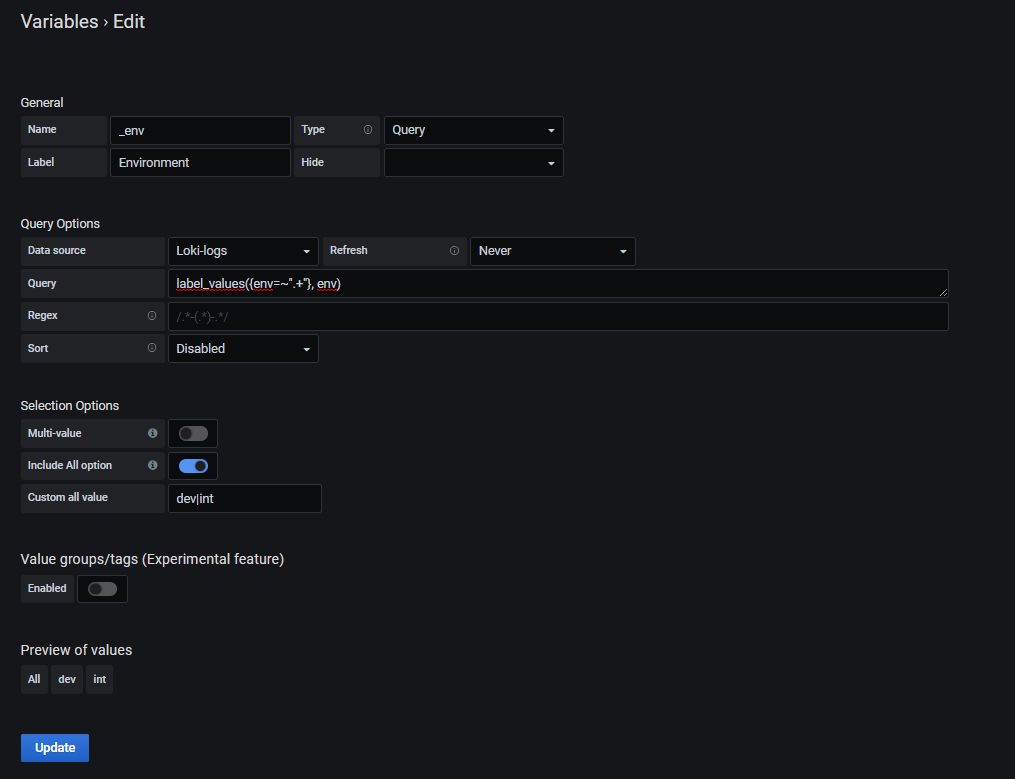 Variables › Edit
General
Name _env Type Query
Label Environment Hide
Query Options
Data source Loki-logs Refresh Never
Query label_values({env=~".+"}, env)
Regex /.*-(.*)-.*/
Sort Disabled
Selection Options
Multi-value
Include All option
Custom all value dev|int
Value groups/tags (Experimental feature)
Enabled
Preview of values
All dev int
Update